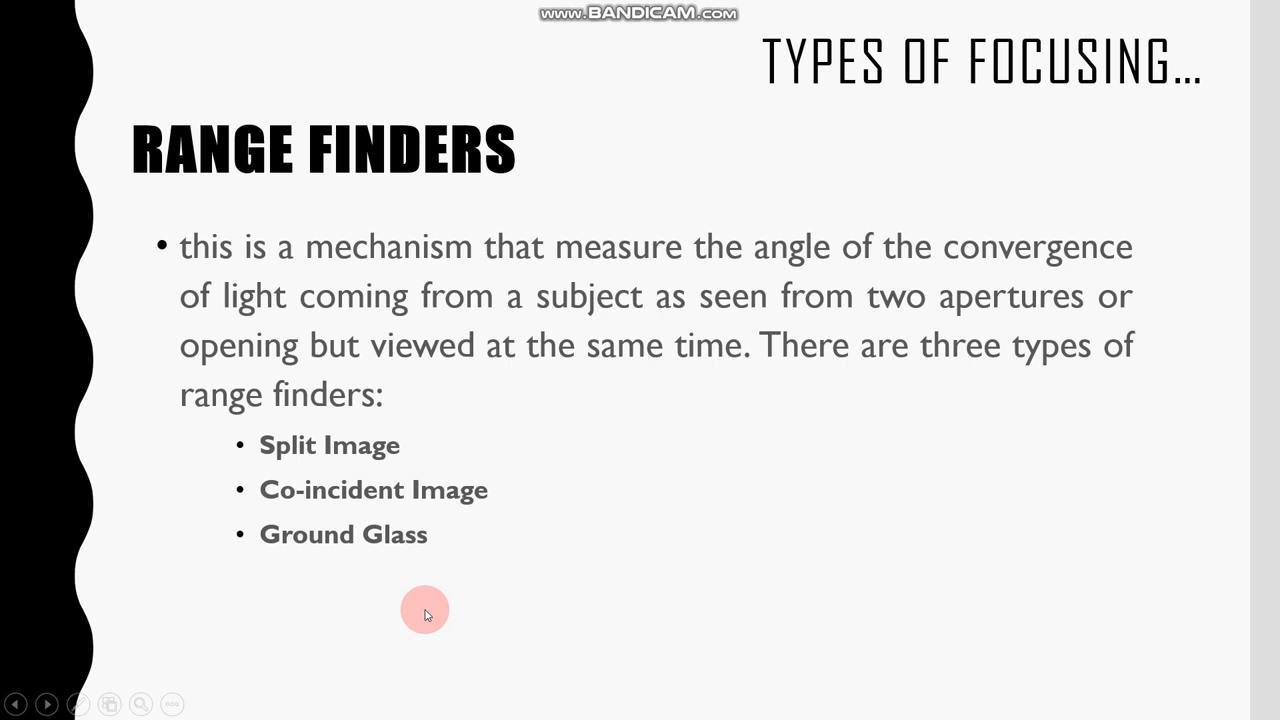 www.BANDICAM.com
TYPES OF FOCUSING...
RANGE FINDERS
• this is a mechanism that measure the angle of the convergence
of light coming from a subject as seen from two apertures or
opening but viewed at the same time. There are three types of
range finders:
• Split Image
• Co-incident Image
• Ground Glass